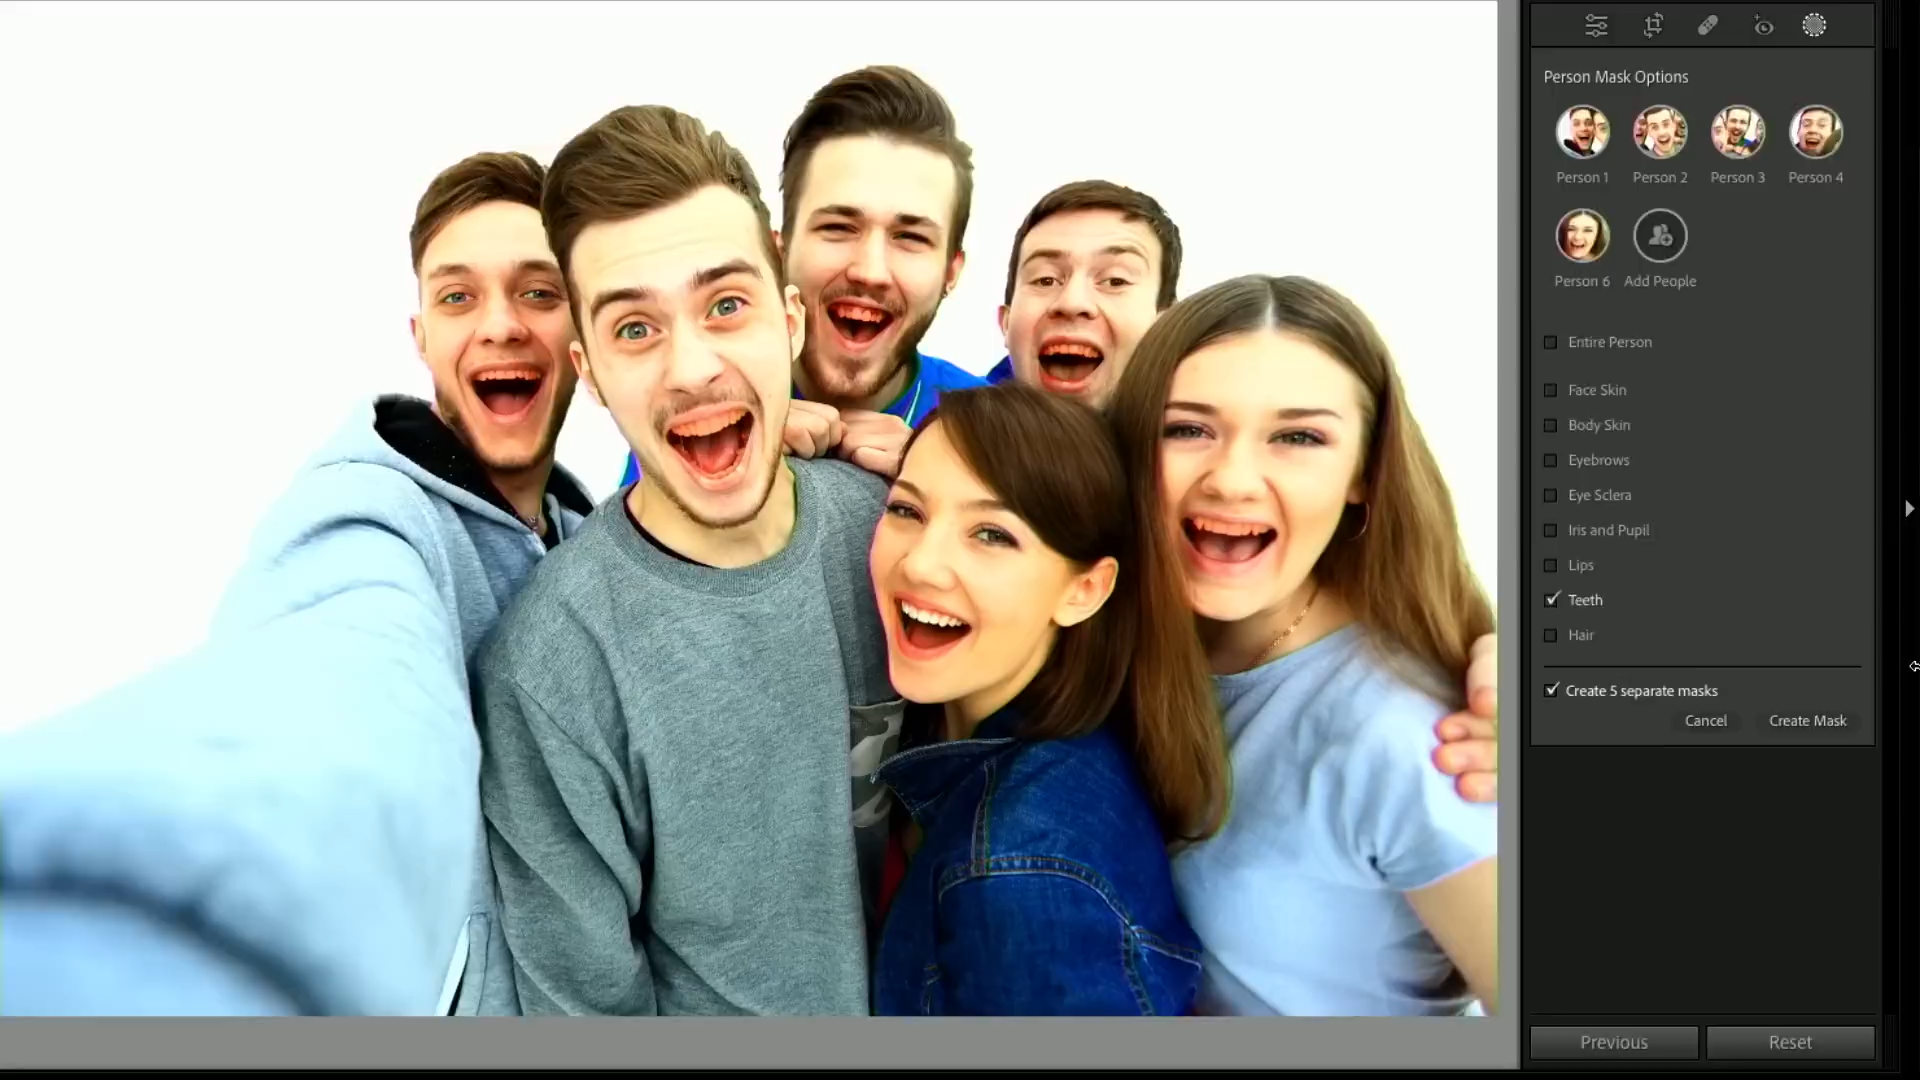 Person Mask Options
Person 1
Person 2
Person 3
Person 4
Person 6
Add People
Entire Person
Face Skin
Body Skin
Eyebrows
Eye Sclera
Iris and Pupil
Lips
Teeth
Hair
Create 5 separate masks
Cancel
Create Mask
Previous
Reset